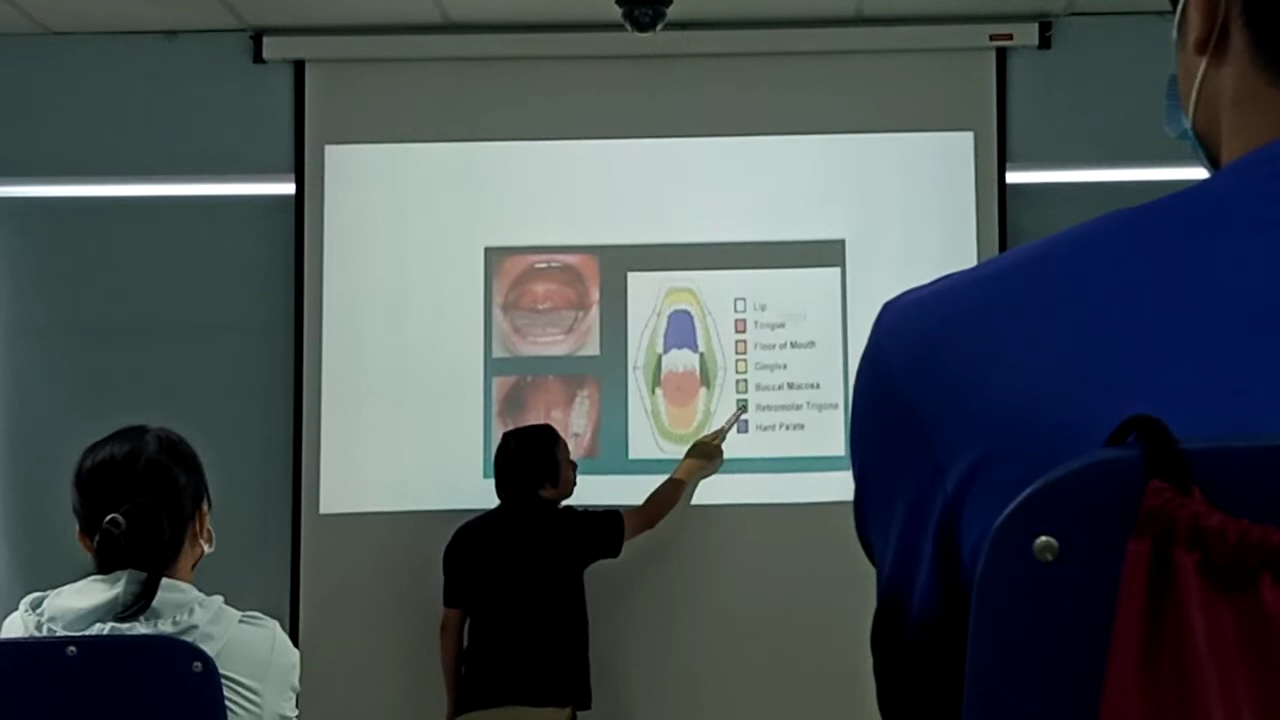 Lip
Tongue
Floor of Mouth
Gingiva
Buccal Mucosa
Retromolar Trigone
Hard Palate